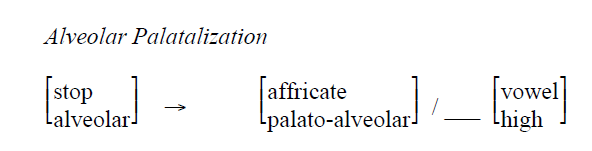 Alveolar Palatalization
[stop → [affricate / ___ [vowel]
alveolar] palato-alveolar] high]